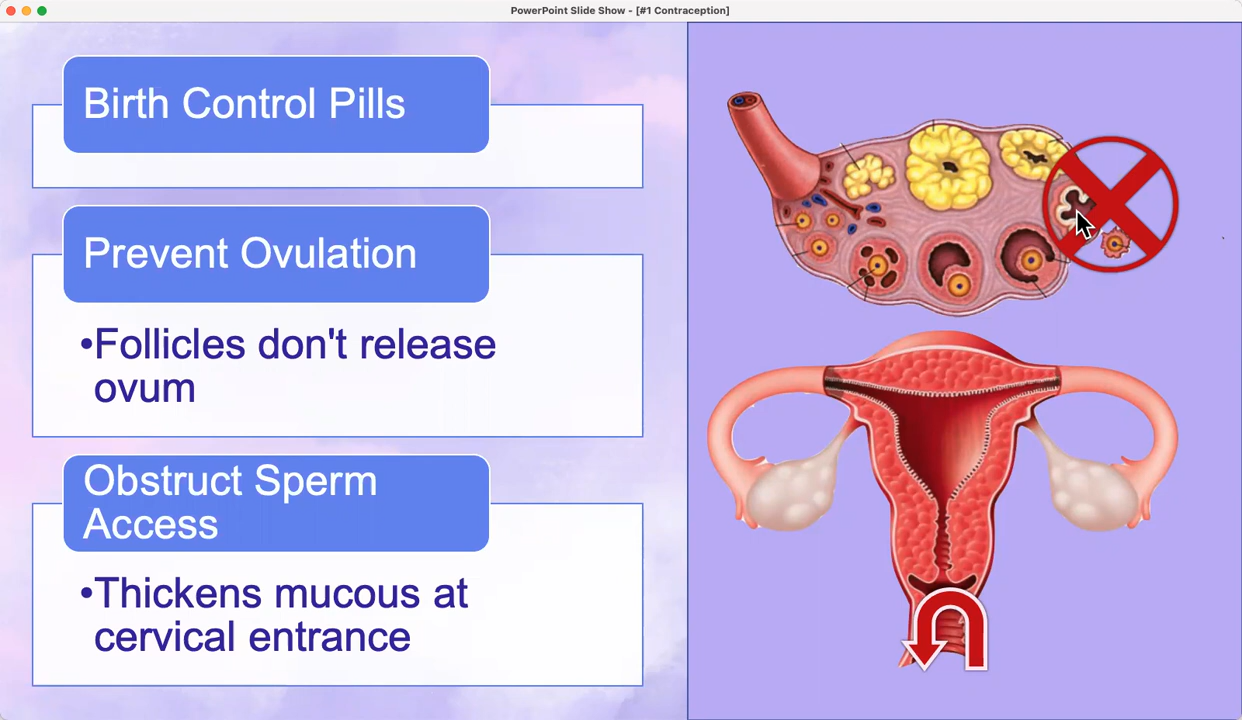 PowerPoint Slide Show - [#1 Contraception]
Birth Control Pills
Prevent Ovulation
•Follicles don't release
ovum
Obstruct Sperm
Access
•Thickens mucous at
cervical entrance